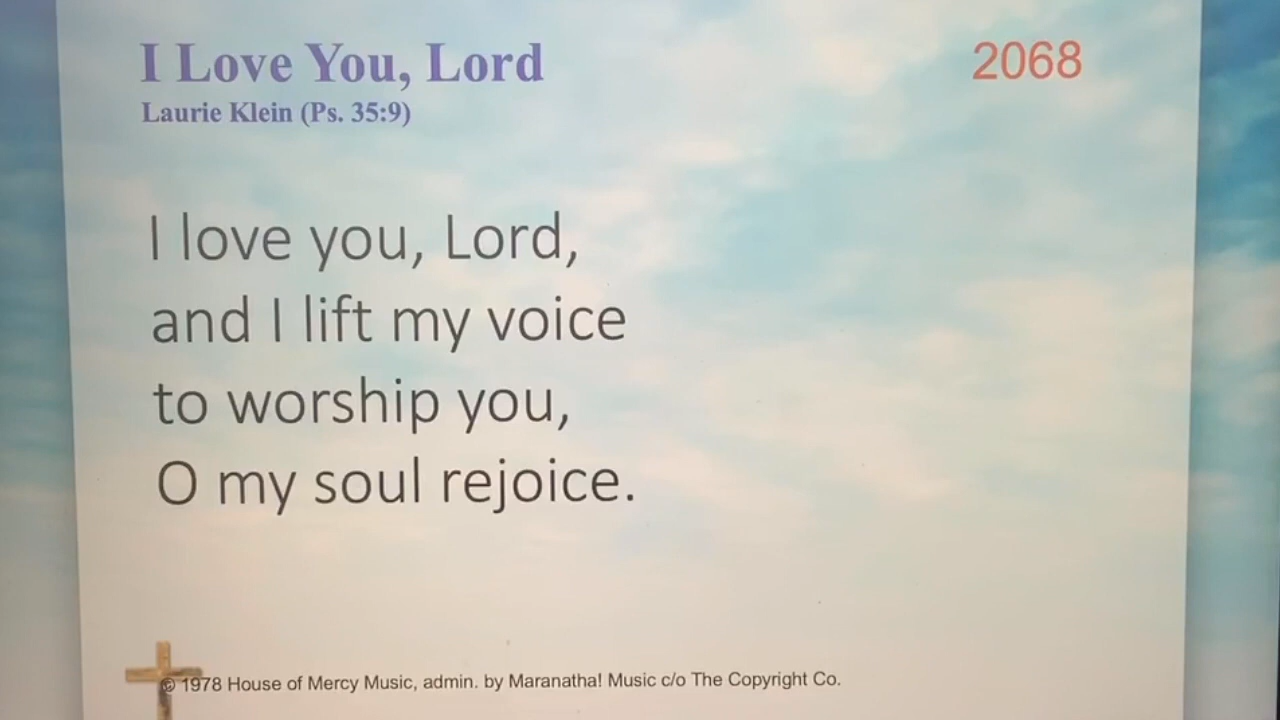 I Love You, Lord
2068
Laurie Klein (Ps. 35:9)
I love you, Lord,
and I lift my voice
to worship you,
O my soul rejoice.
© 1978 House of Mercy Music, admin. by Maranatha! Music c/o The Copyright Co.